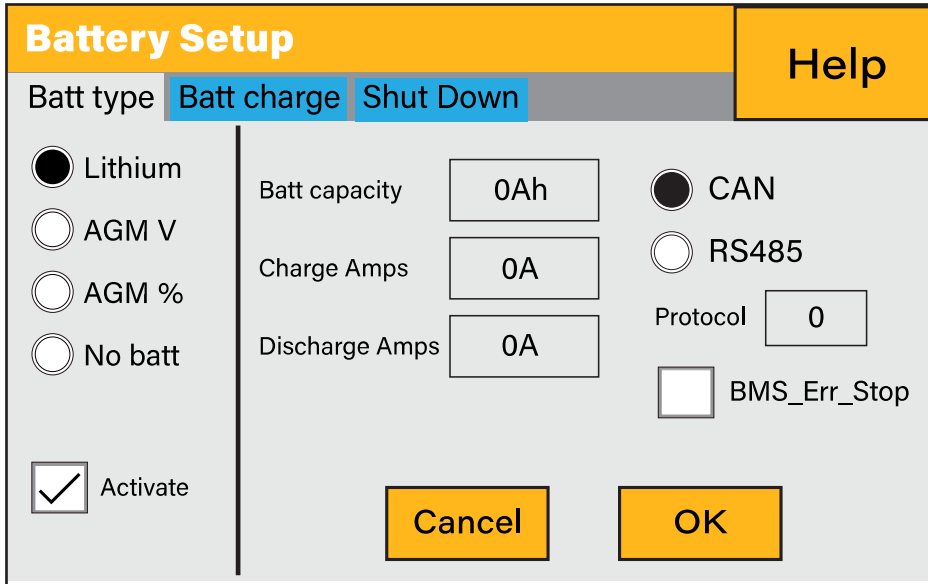 Battery Setup
Help
Batt type Batt charge Shut Down
Lithium
AGM V
AGM %
No batt
Activate
Batt capacity 0Ah
Charge Amps 0A
Discharge Amps 0A
CAN
RS485
Protocol 0
BMS_Err_Stop
Cancel OK